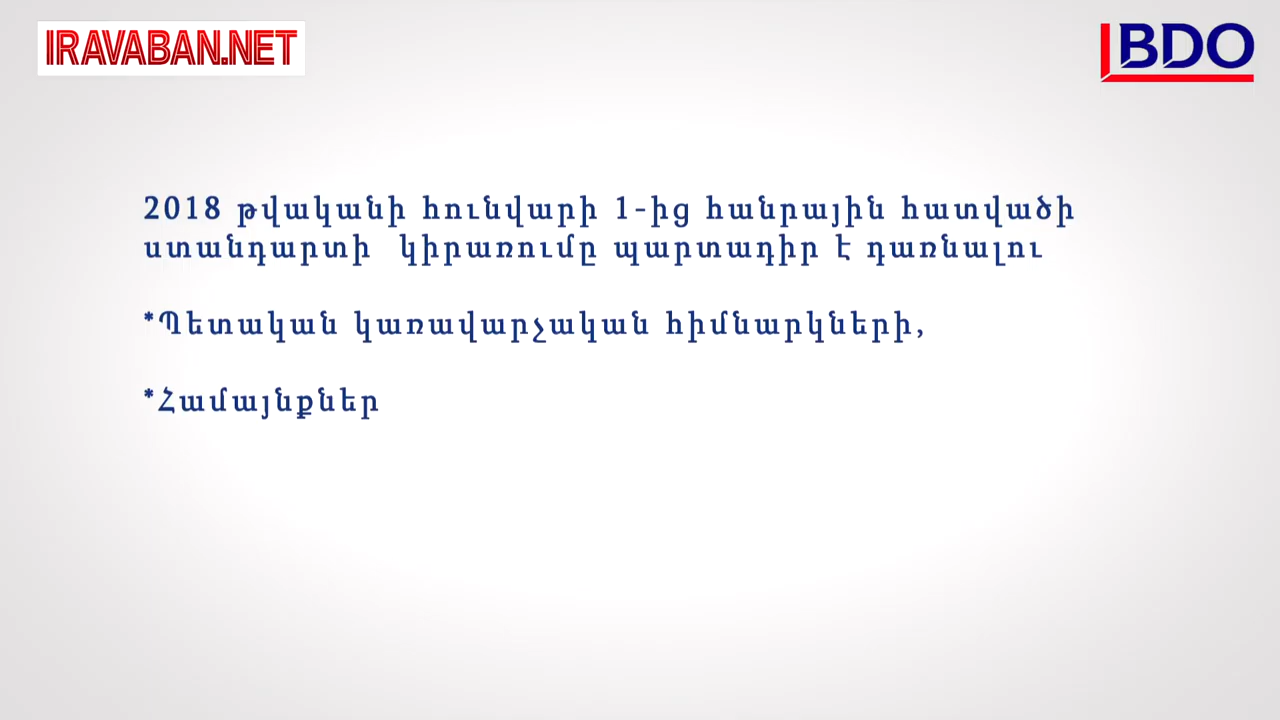 IRAVABAN.NET
BDO
2018 թվականի հունվարի 1-ից հանրային հատվածի
ստանդարտի կիրառումը պարտադիր է դառնալու
*Պետական կառավարչական հիմնարկների,
*Համայնքներ